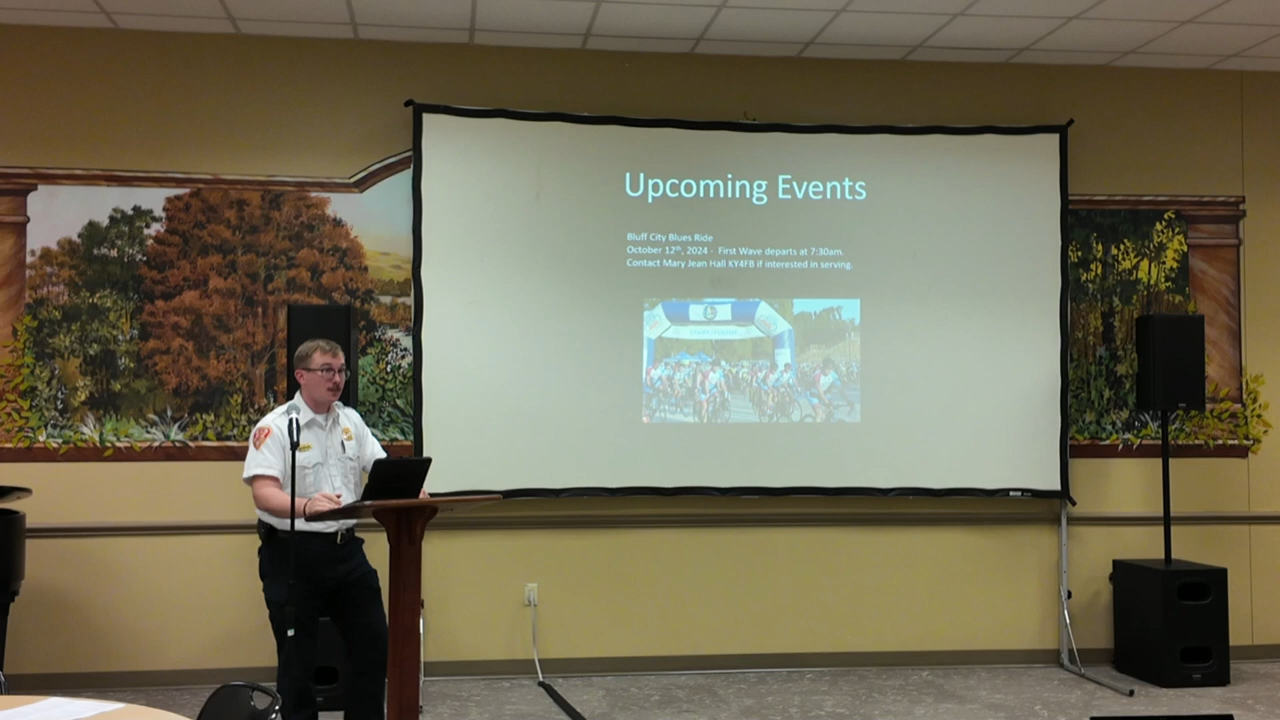 Upcoming Events
Bluff City Blues Ride
October 12th, 2024 - First Wave departs at 7:30am.
Contact Mary Jean Hall KY4FB if interested in serving.